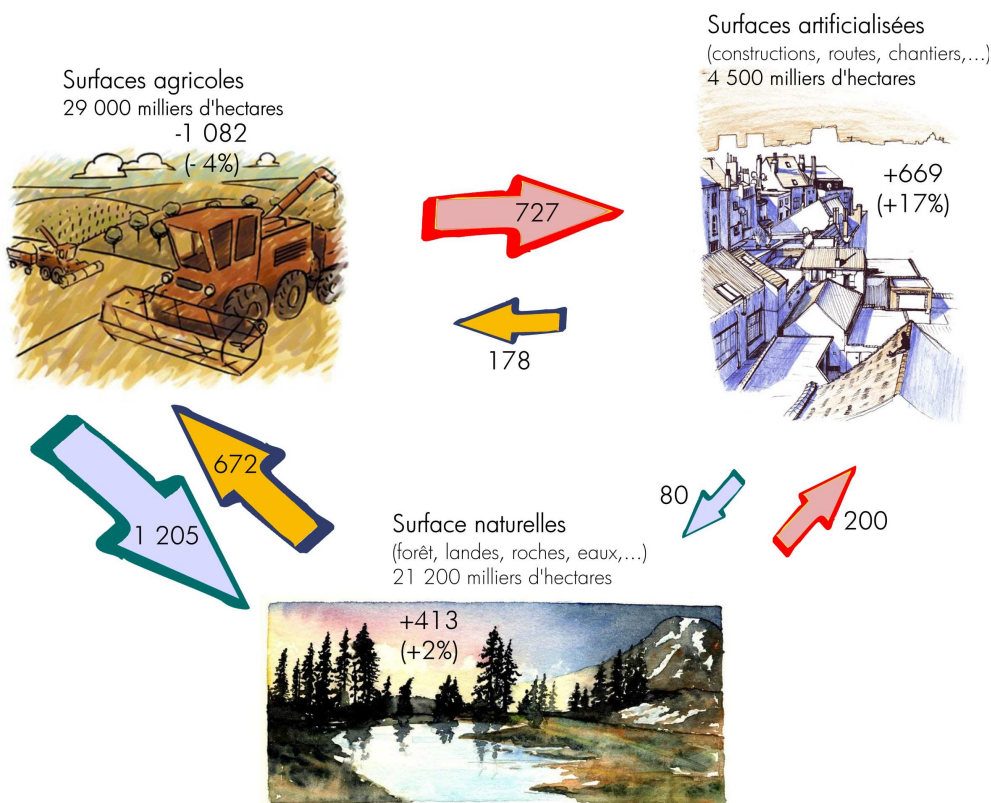 Surfaces agricoles
29 000 milliers d'hectares
-1 082
(- 4%)
Surfaces artificialisées
(constructions, routes, chantiers,...)
4 500 milliers d'hectares
+669
(+17%)
727
178
672
1 205
80
200
Surface naturelles
(forêt, landes, roches, eaux,...)
21 200 milliers d'hectares
+413
(+2%)